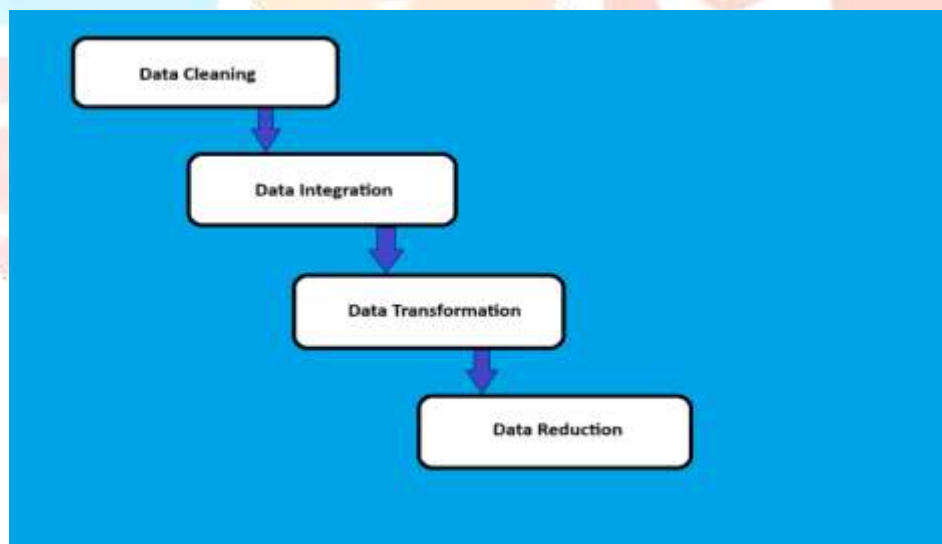 Data Cleaning
Data Integration
Data Transformation
Data Reduction